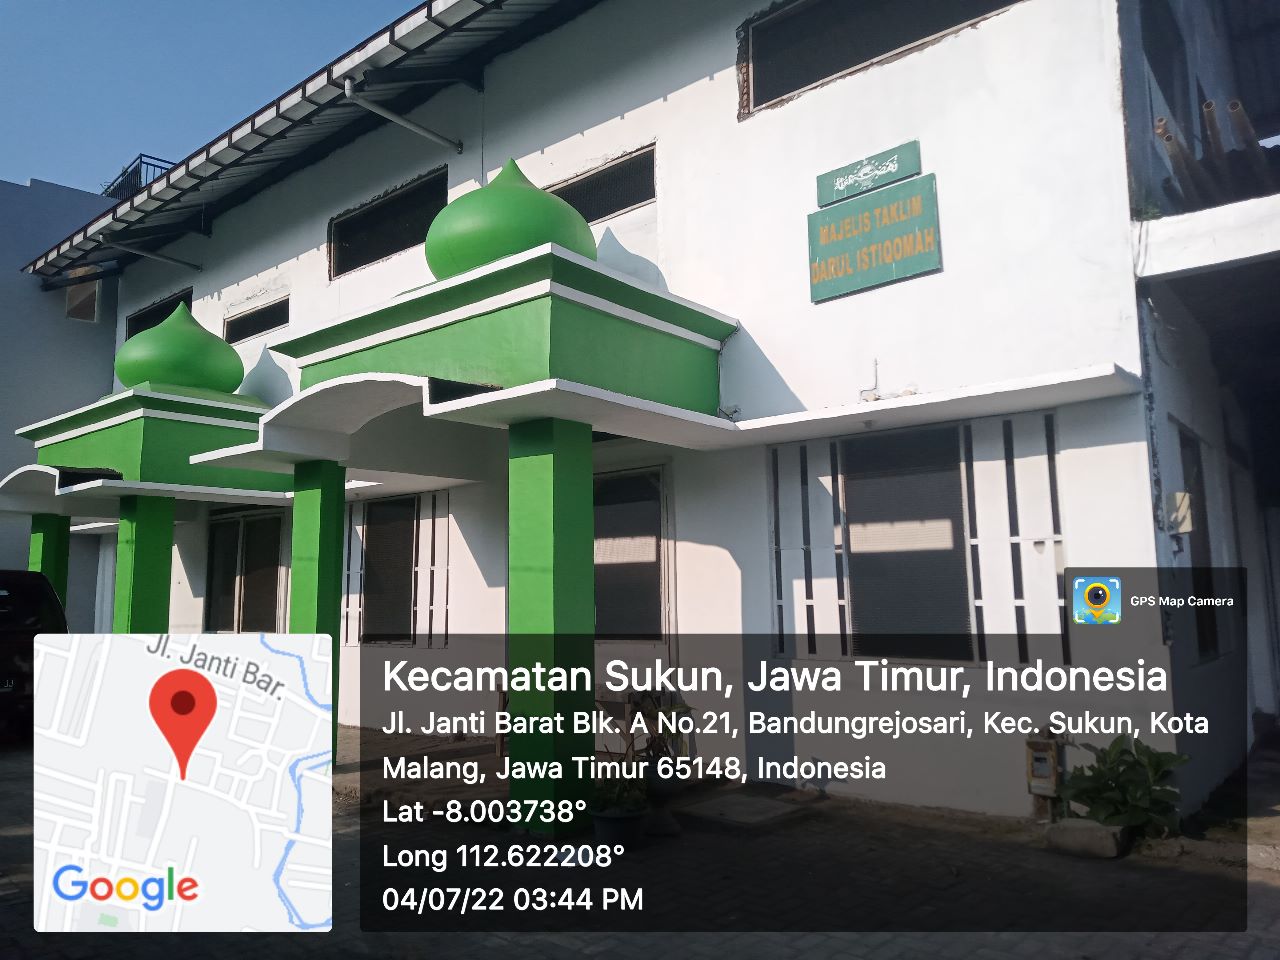 MAJELIS TAKLIM
DARUL ISTIQOMAH
GPS Map Camera
Jl. Janti Bar.
Google
Kecamatan Sukun, Jawa Timur, Indonesia
Jl. Janti Barat Blk. A No.21, Bandungrejosari, Kec. Sukun, Kota
Malang, Jawa Timur 65148, Indonesia
Lat -8.003738°
Long 112.622208°
04/07/22 03:44 PM